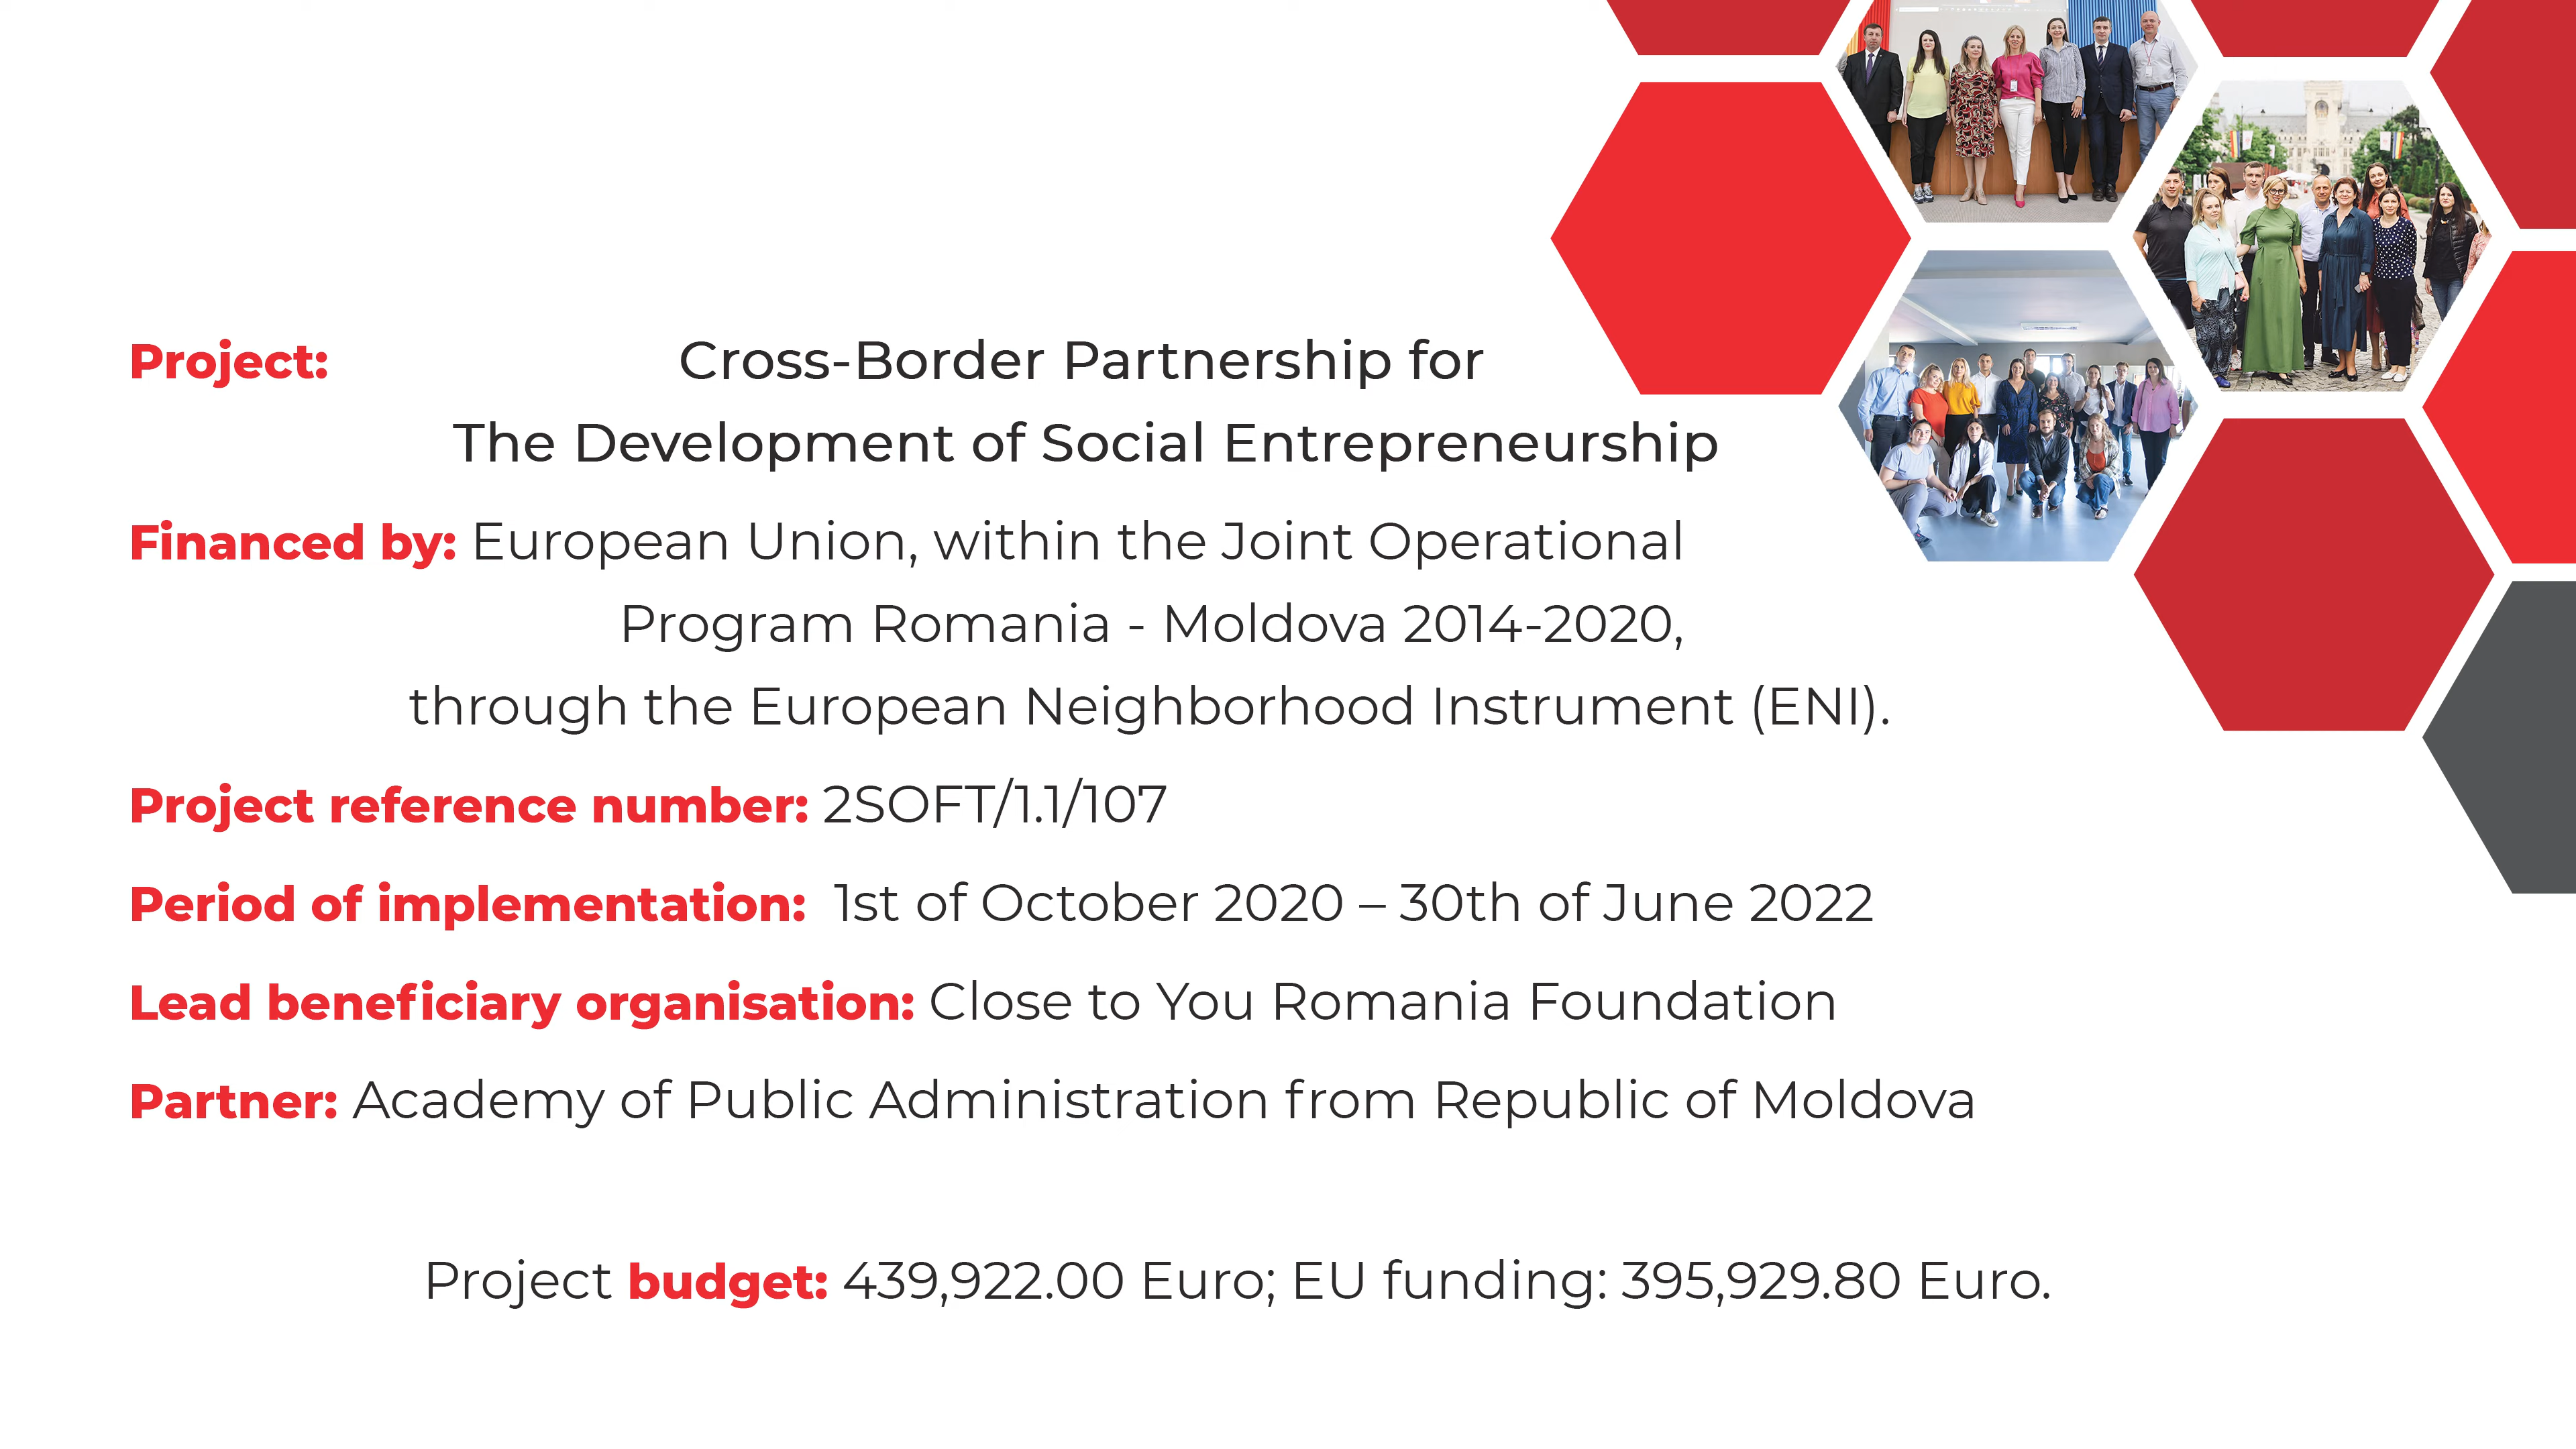 Project: Cross-Border Partnership for
The Development of Social Entrepreneurship
Financed by: European Union, within the Joint Operational
Program Romania - Moldova 2014-2020,
through the European Neighborhood Instrument (ENI).
Project reference number: 2SOFT/1.1/107
Period of implementation: 1st of October 2020 – 30th of June 2022
Lead beneficiary organisation: Close to You Romania Foundation
Partner: Academy of Public Administration from Republic of Moldova
Project budget: 439,922.00 Euro; EU funding: 395,929.80 Euro.